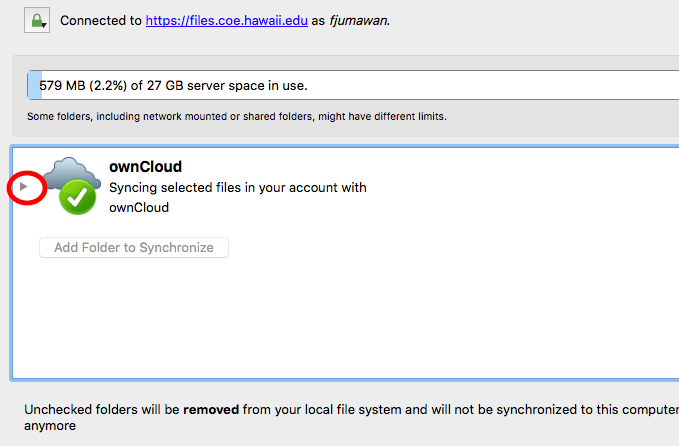 Connected to https://files.coe.hawaii.edu as fjumawan.
579 MB (2.2%) of 27 GB server space in use.
Some folders, including network mounted or shared folders, might have different limits.
ownCloud
Syncing selected files in your account with
ownCloud
Add Folder to Synchronize
Unchecked folders will be removed from your local file system and will not be synchronized to this computer
anymore